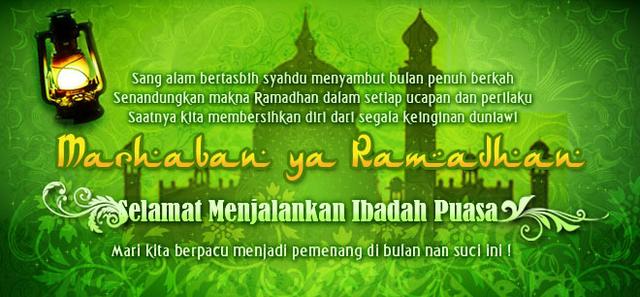 Sang alam bertasbih syahdu menyambut bulan penuh berkah
Senandungkan makna Ramadhan dalam setiap ucapan dan perilaku
Saatnya kita membersihkan diri dari segala keinginan duniawi
Marhaban ya Ramadhan
Selamat Menjalankan Ibadah Puasa
Mari kita berpacu menjadi pemenang di bulan nan suci ini !